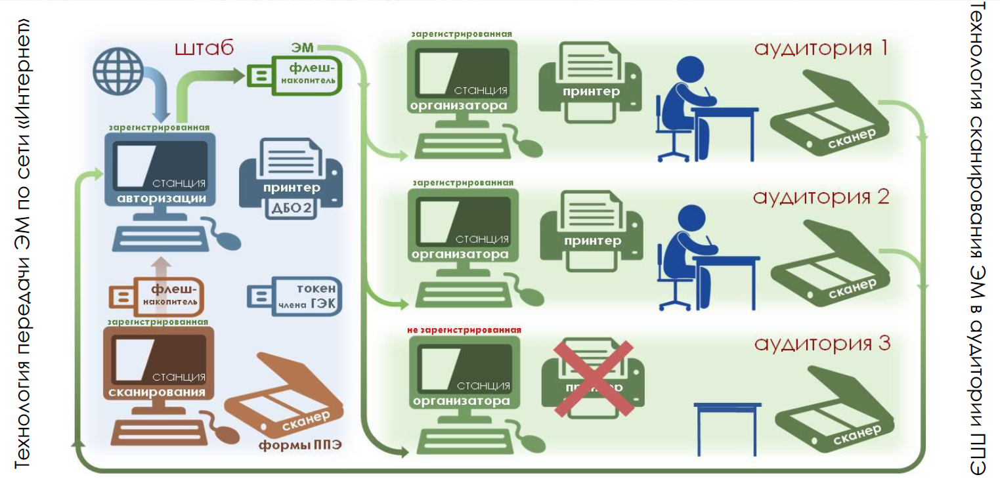 Технология передачи ЭМ по сети «Интернет»
штаб
ЭМ
флеш-
накопитель
зарегистрированная
станция
авторизации
принтер
ДБО 2
флеш-
накопитель
токен
члена ГЭК
зарегистрированная
станция
сканирования
сканер
формы ППЭ
зарегистрированная
станция
организатора
принтер
аудитория 1
сканер
зарегистрированная
станция
организатора
принтер
аудитория 2
сканер
не зарегистрированная
станция
организатора
принтер
аудитория 3
сканер
Технология сканирования ЭМ в аудитории ППЭ